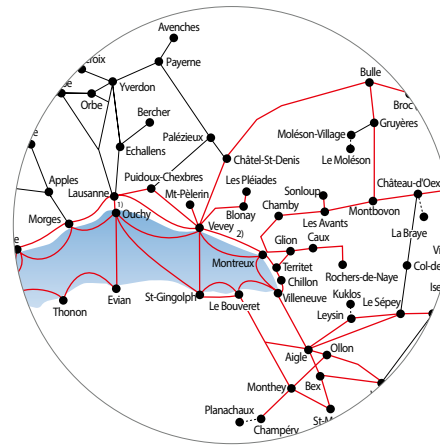 Avenches
Payerne
Yverdon
Orbe
Bercher
Echallens
Palézieux
Bulle
Broc
Gruyères
Moléson-Village
Le Moléson
Châtel-St-Denis
Puidoux-Chexbres
Apples
Lausanne
Mt-Pèlerin
Les Pléiades
Blonay
Sonloup
Château-d'Oex
Chamby
Les Avants
Montbovon
La Braye
Morges
1)
Ouchy
Vevey
2)
Glion
Caux
Montreux
Territet
Rochers-de-Naye
Chillon
Col-de
Kuklos
Thonon
Evian
St-Gingolph
Le Bouveret
Villeneuve
Leysin
Le Sépey
Aigle
Ollon
Monthey
Bex
Planachaux
Champéry